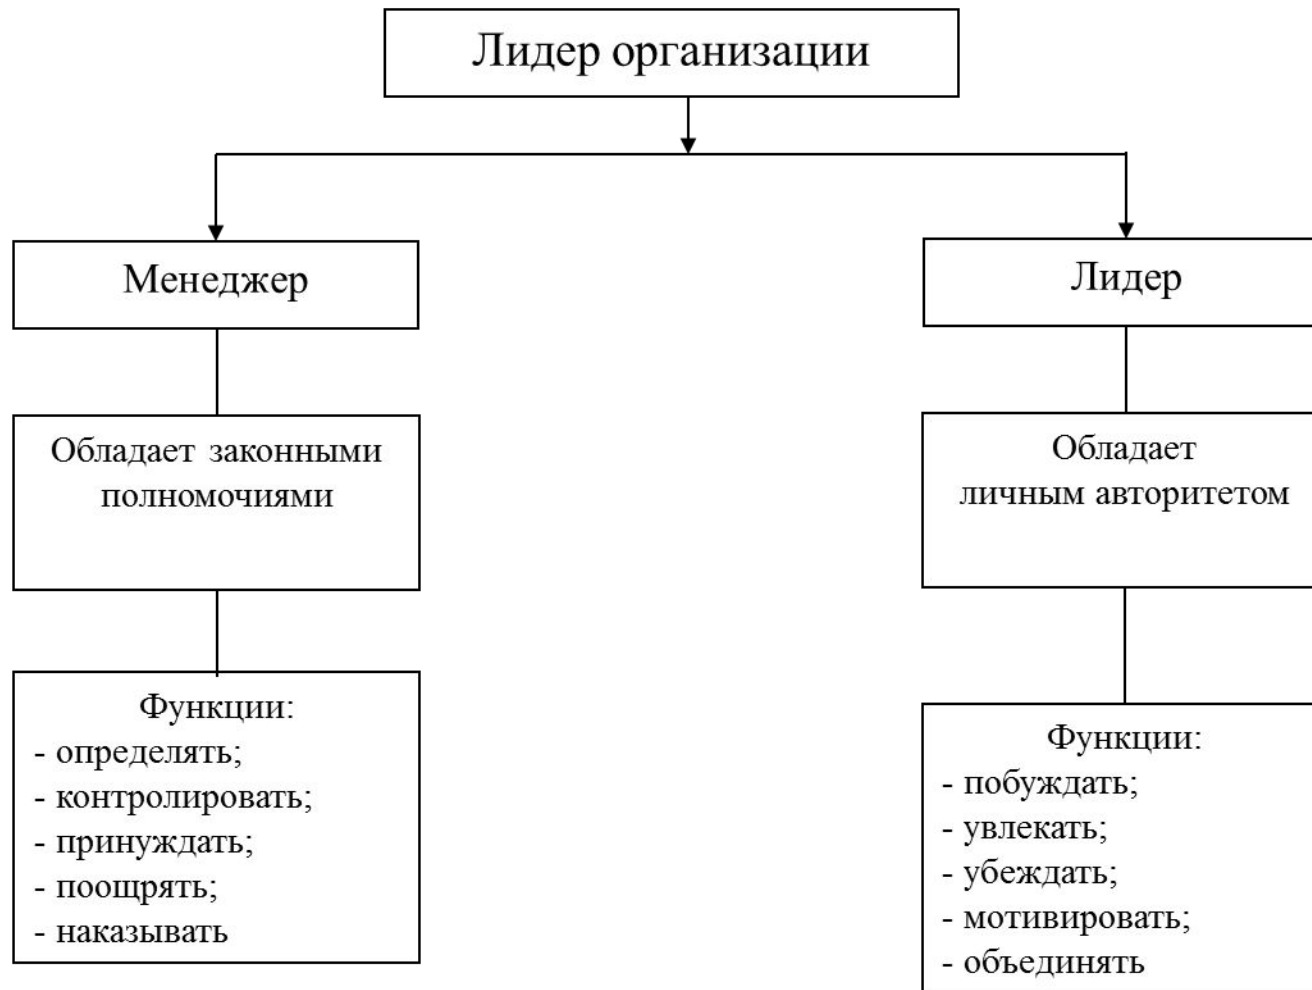 Лидер организации
Менеджер
Лидер
Обладает законными
полномочиями
Обладает
личным авторитетом
Функции:
- определять;
- контролировать;
- принуждать;
- поощрять;
- наказывать
Функции:
- побуждать;
- увлекать;
- убеждать;
- мотивировать;
- объединять